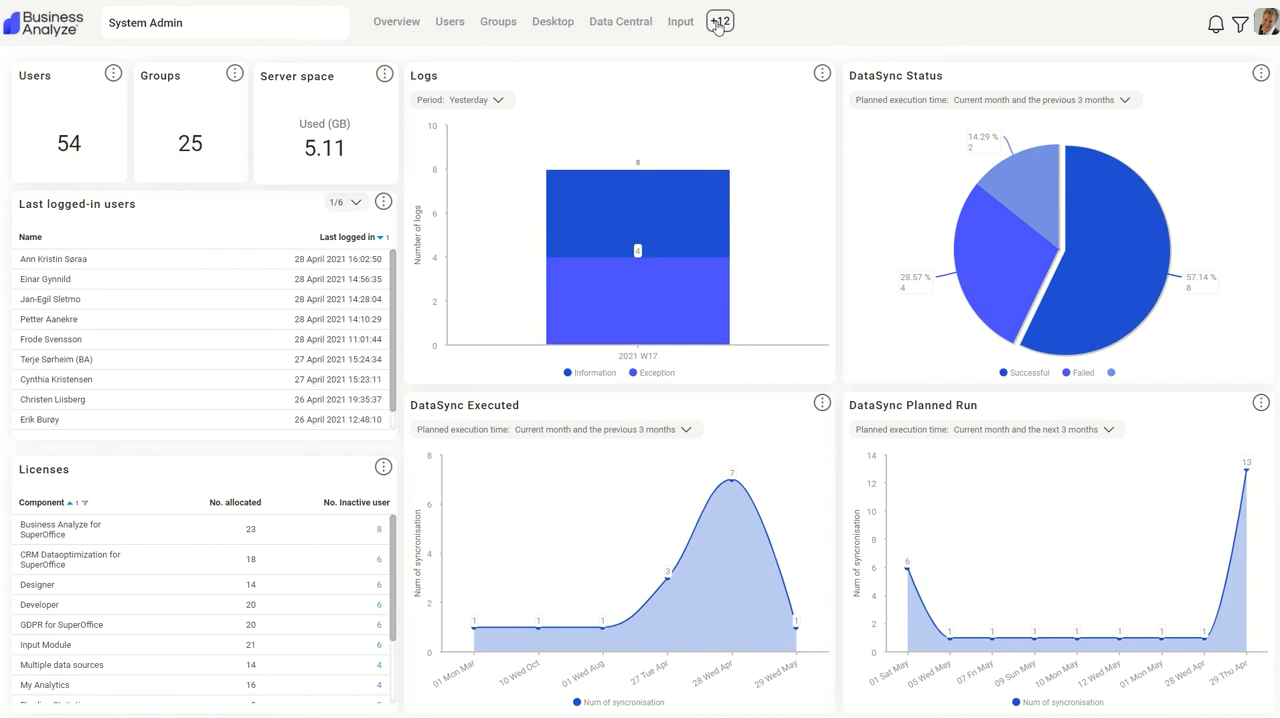 Business
Analyze
System Admin
Overview
Users
Groups
Desktop
Data Central
Input
+12
Users
54
Groups
25
Server space
Used (GB)
5.11
Last logged-in users
1/6
Name
Last logged in
1
Ann Kristin Søraa
28 April 2021 16:02:50
Einar Gynnild
28 April 2021 14:56:35
Jan-Egil Sletmo
28 April 2021 14:28:04
Petter Aanekre
28 April 2021 14:10:29
Frode Svensson
28 April 2021 11:01:44
Terje Sørheim (BA)
27 April 2021 15:24:34
Cynthia Kristensen
27 April 2021 15:23:11
Christen Liisberg
26 April 2021 19:35:37
Erik Burøy
26 April 2021 12:48:10
Licenses
Component
1
No. allocated
No. Inactive user
Business Analyze for
SuperOffice
23
8
CRM Dataoptimization for
SuperOffice
18
6
Designer
14
6
Developer
20
6
GDPR for SuperOffice
20
6
Input Module
21
6
Multiple data sources
14
4
My Analytics
16
4
Logs
Period: Yesterday
Number of logs
10
8
6
4
2
0
8
4
2021 W17
Information
Exception
DataSync Status
Planned execution time: Current month and the previous 3 months
14.29 %
2
28.57 %
4
57.14 %
8
Successful
Failed
DataSync Executed
Planned execution time: Current month and the previous 3 months
Num of syncronisation
8
6
4
2
0
1
1
1
3
7
1
01 Mon Mar
10 Wed Oct
01 Wed Aug
27 Tue Apr
28 Wed Apr
29 Wed May
Num of syncronisation
DataSync Planned Run
Planned execution time: Current month and the next 3 months
Num of syncronisation
14
12
10
8
6
4
2
0
6
1
1
1
1
1
1
1
13
01 Sat May
05 Wed May
07 Fri May
09 Sun May
10 Mon May
12 Wed May
01 Mon May
28 Wed Apr
29 Thu Apr
Num of syncronisation